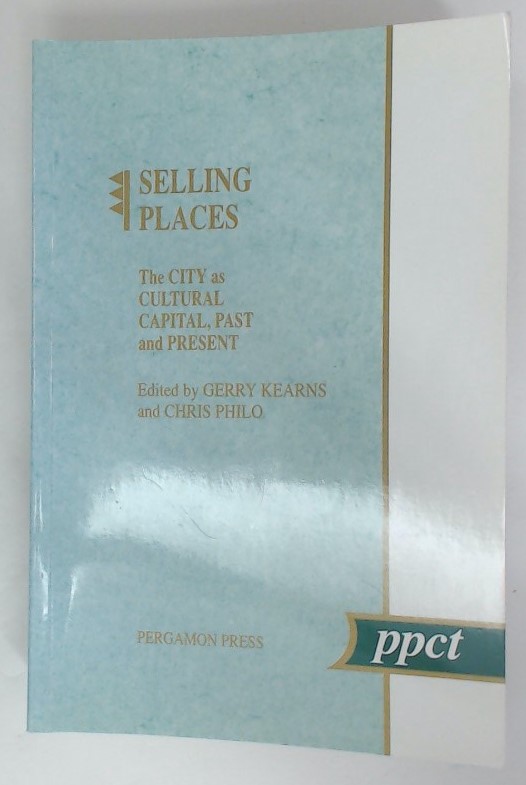 SELLING
PLACES
The CITY as
CULTURAL
CAPITAL, PAST
and PRESENT
Edited by GERRY KEARNS
and CHRIS PHILO
PERGAMON PRESS
ppct